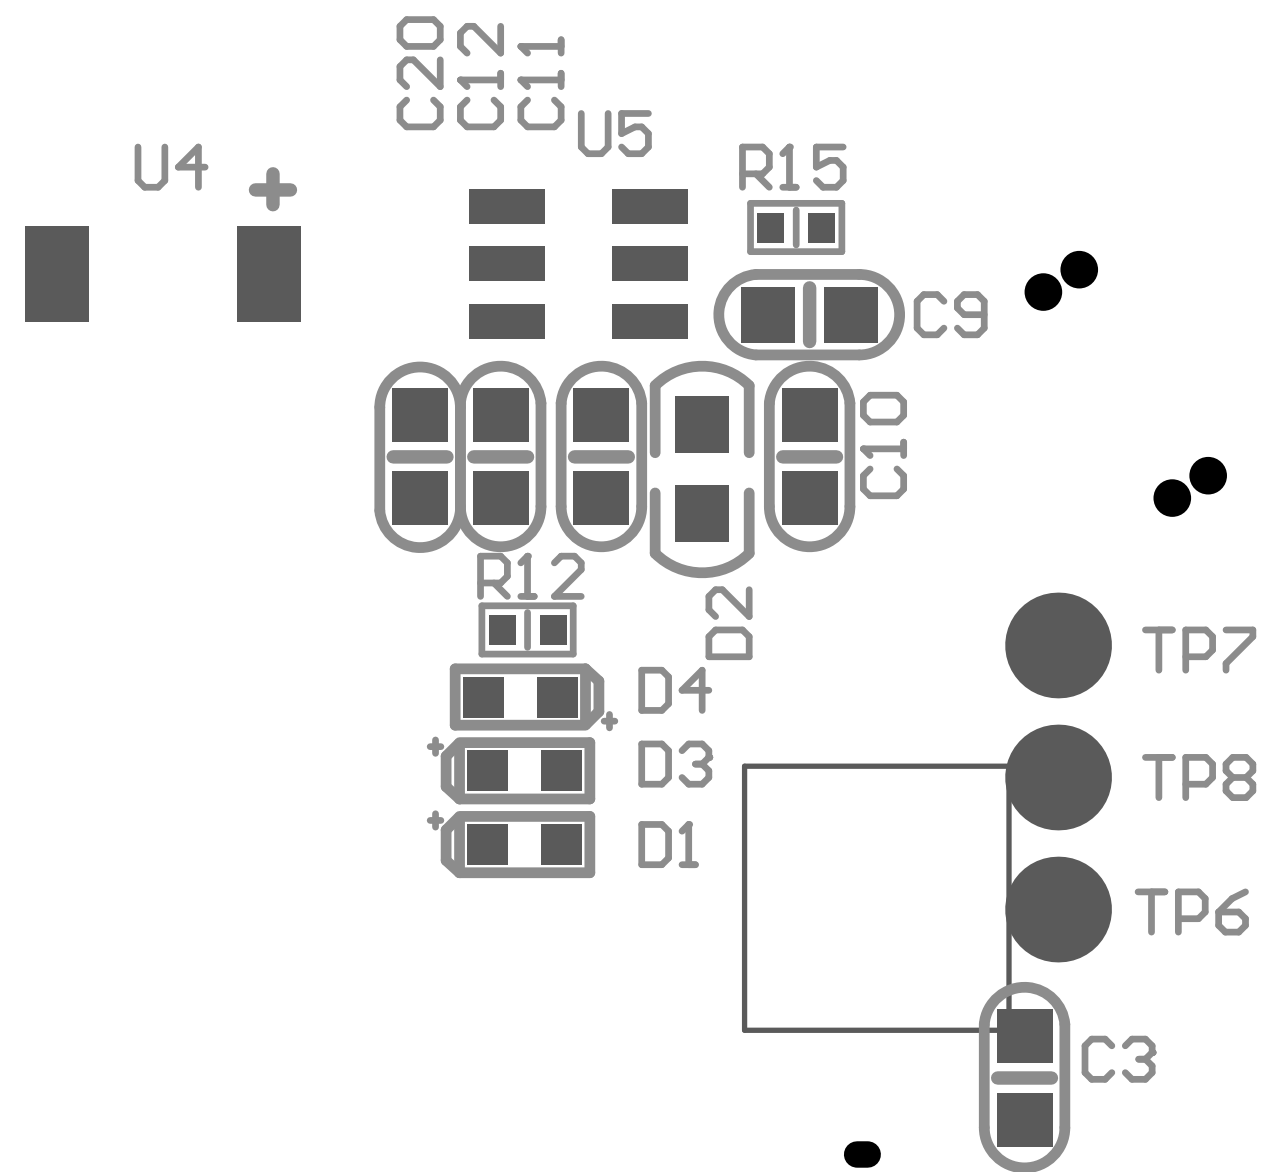 C20
C12
C11
U5
U4
+
R15
C9
C10
R12
D2
D4
+
D3
+
D1
+
TP7
TP8
TP6
C3